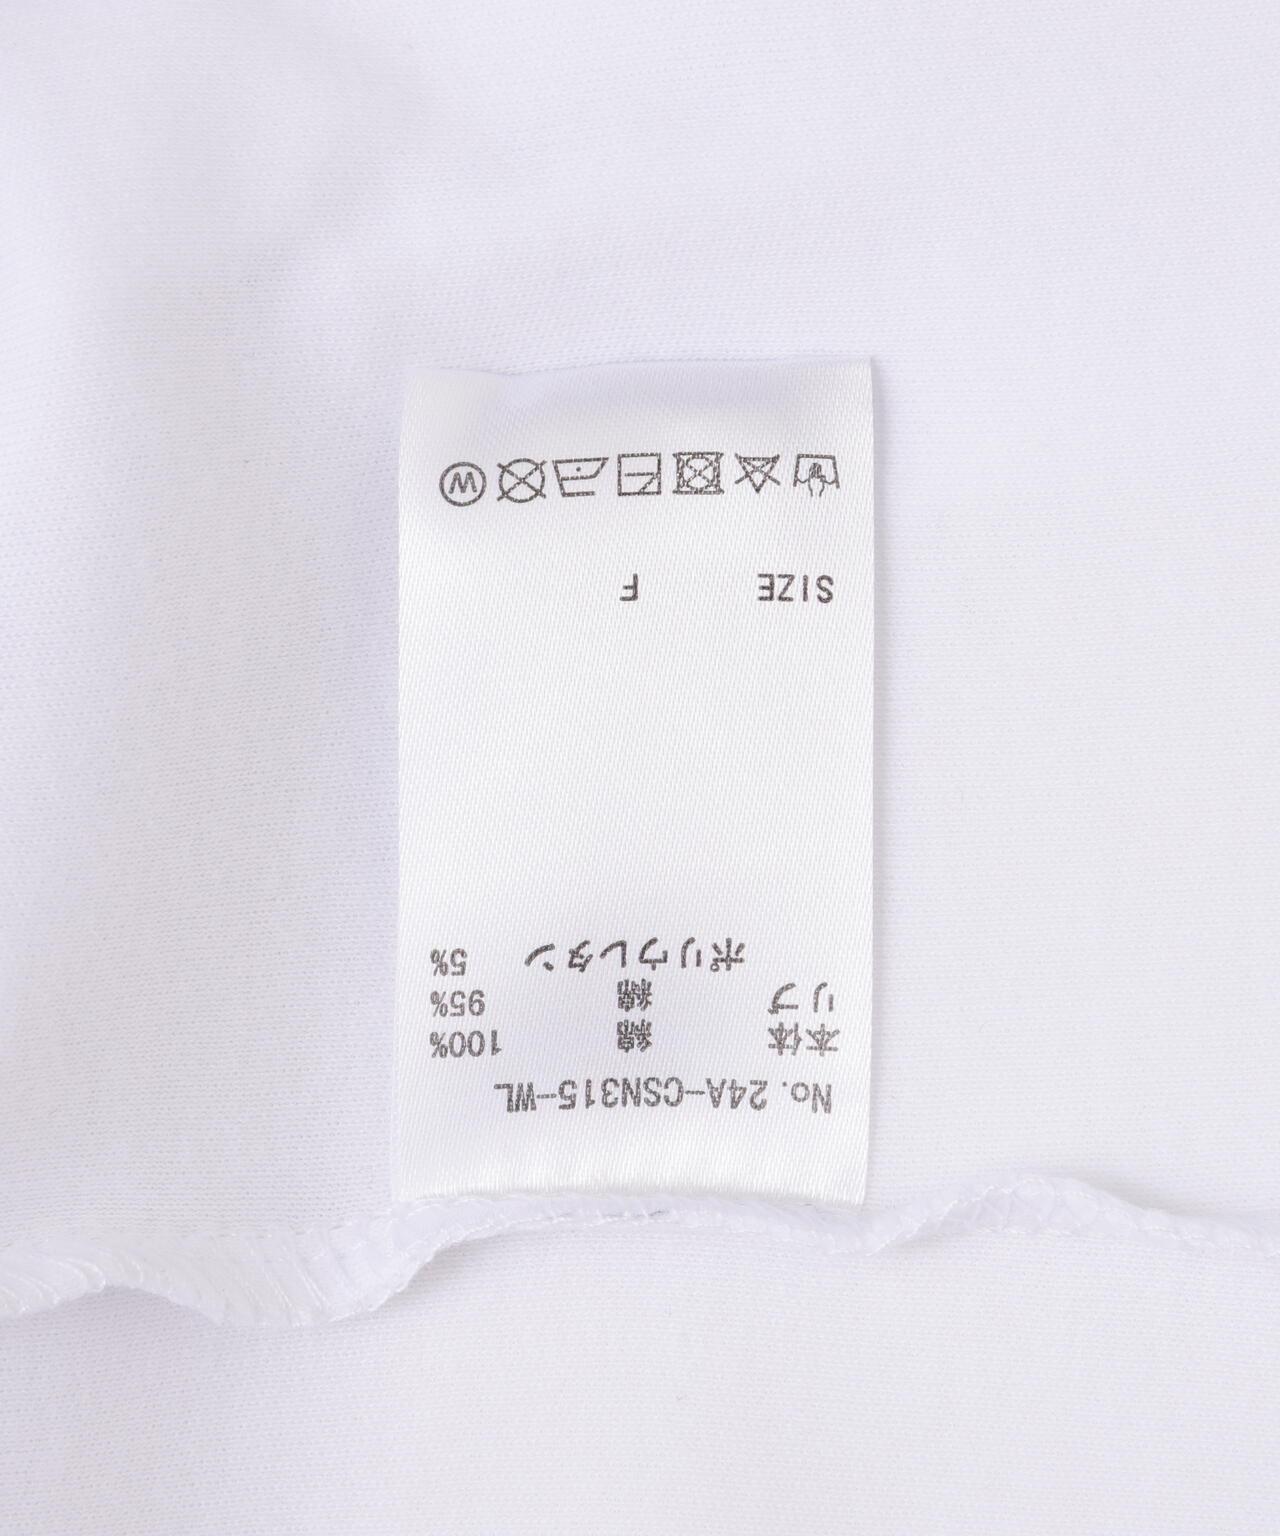 No. 24A-CSN315-WL
本体 綿 100%
リブ 綿 95%
ポリウレタン 5%
SIZE F
W